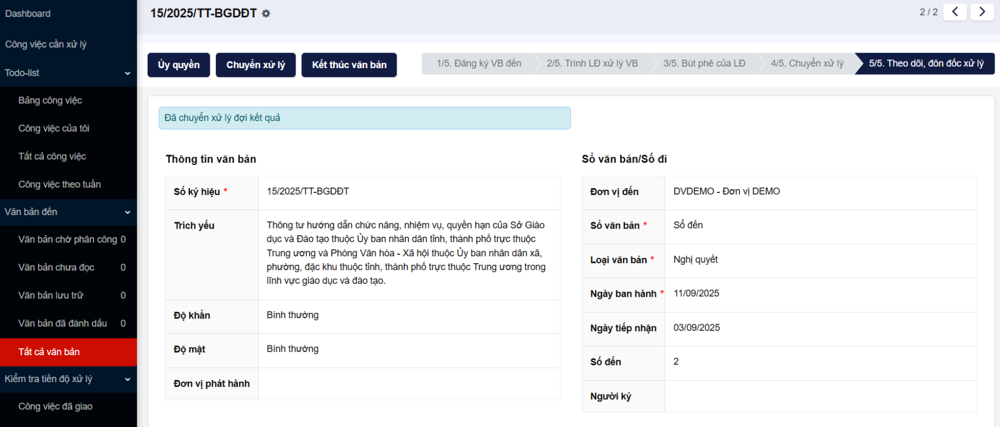 Dashboard
Công việc cần xử lý
Todo-list
Bảng công việc
Công việc của tôi
Tất cả công việc
Công việc theo tuần
Văn bản đến
Văn bản chờ phân công 0
Văn bản chưa đọc 0
Văn bản lưu trữ 0
Văn bản đã đánh dấu 0
Tất cả văn bản
Kiểm tra tiến độ xử lý
Công việc đã giao
15/2025/TT-BGDĐT
2 / 2
Ủy quyền
Chuyển xử lý
Kết thúc văn bản
1/5. Đăng ký VB đến
2/5. Trình LĐ xử lý VB
3/5. Bút phê của LĐ
4/5. Chuyển xử lý
5/5. Theo dõi, đôn đốc xử lý
Đã chuyển xử lý đợi kết quả
Thông tin văn bản
Số ký hiệu * 15/2025/TT-BGDĐT
Trích yếu Thông tư hướng dẫn chức năng, nhiệm vụ, quyền hạn của Sở Giáo
dục và Đào tạo thuộc Ủy ban nhân dân tỉnh, thành phố trực thuộc
Trung ương và Phòng Văn hóa - Xã hội thuộc Ủy ban nhân dân xã,
phường, đặc khu thuộc tỉnh, thành phố trực thuộc Trung ương trong
lĩnh vực giáo dục và đào tạo.
Độ khẩn Bình thường
Độ mật Bình thường
Đơn vị phát hành
Sổ văn bản/Số đi
Đơn vị đến DVDEMO - Đơn vị DEMO
Sổ văn bản * Sổ đến
Loại văn bản * Nghị quyết
Ngày ban hành * 11/09/2025
Ngày tiếp nhận 03/09/2025
Số đến 2
Người ký